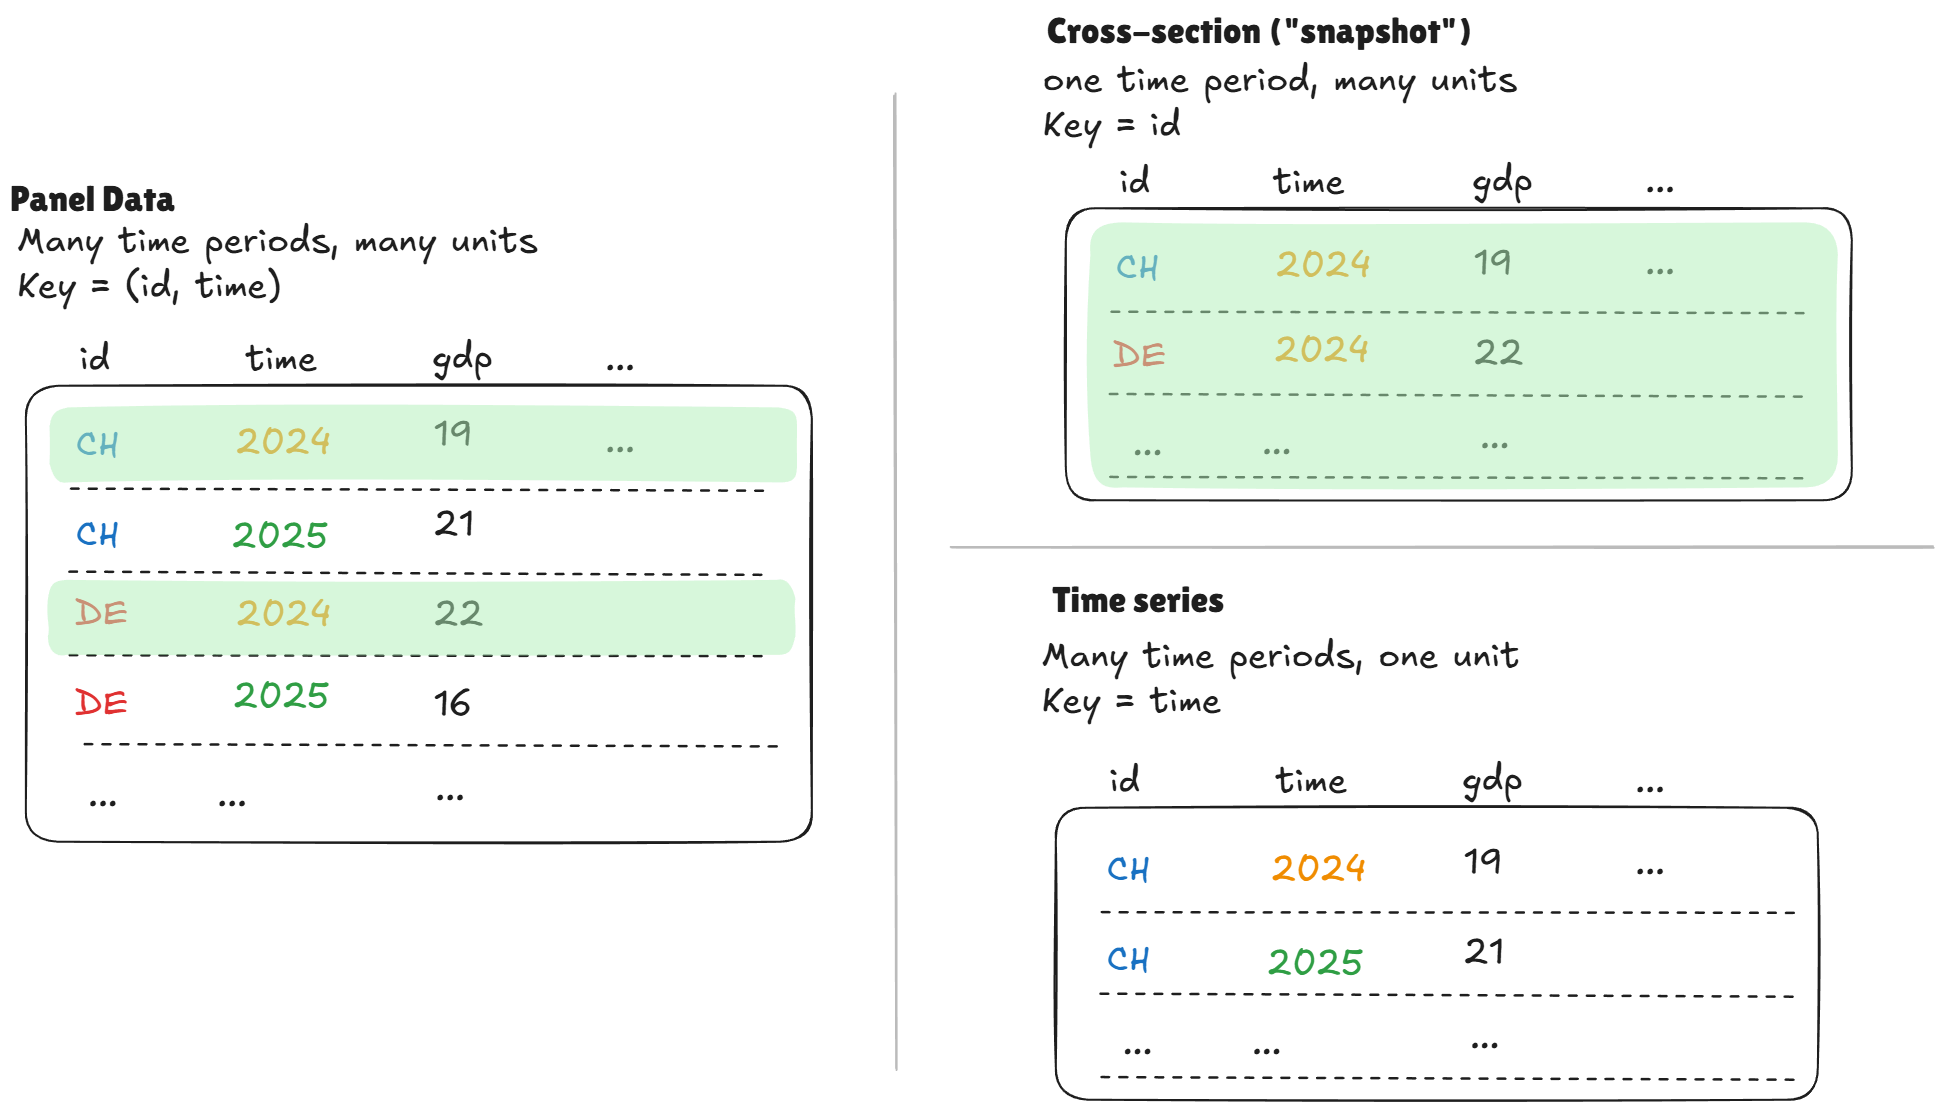 Panel Data
Many time periods, many units
Key = (id, time)
id time gdp ...
CH 2024 19 ...
CH 2025 21
DE 2024 22
DE 2025 16
... ... ...
Cross-section ("snapshot")
one time period, many units
Key = id
id time gdp ...
CH 2024 19 ...
DE 2024 22
... ... ...
Time series
Many time periods, one unit
Key = time
id time gdp ...
CH 2024 19 ...
CH 2025 21
... ... ...